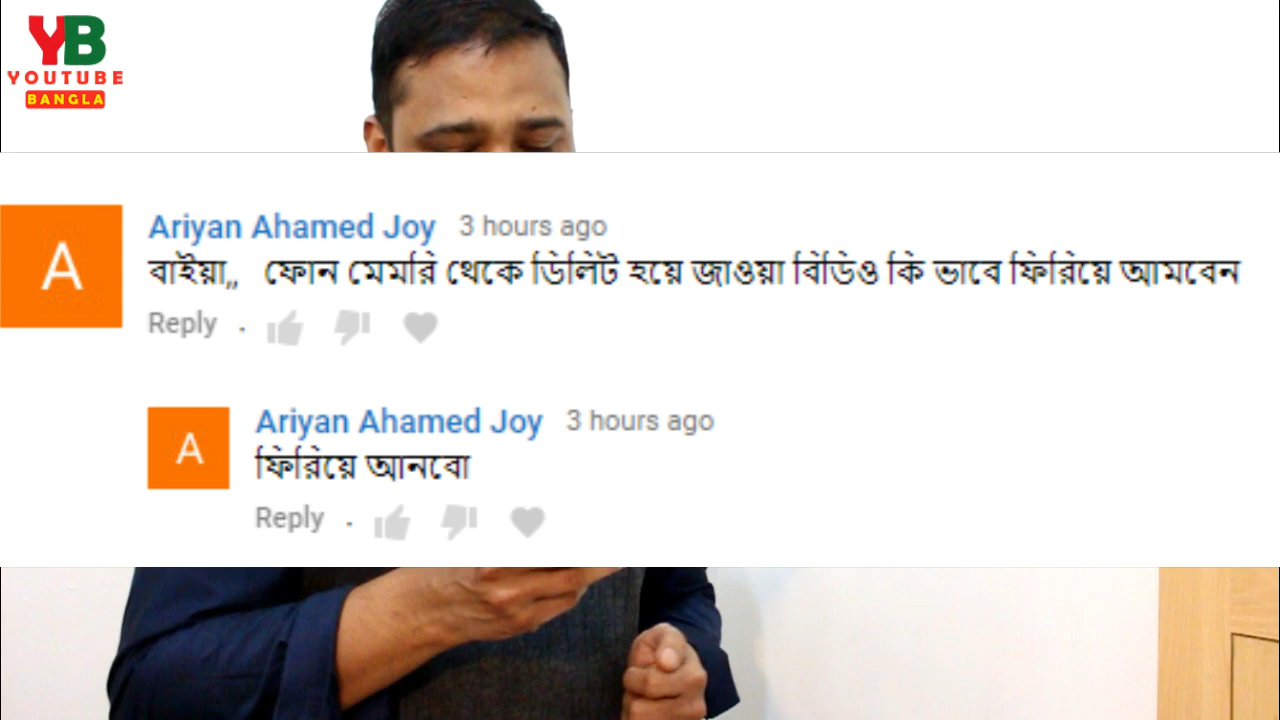 YB
YOUTUBE
BANGLA
A
Ariyan Ahamed Joy 3 hours ago
বাইয়া,, ফোন মেমরি থেকে ডিলিট হয়ে জাওয়া বিডিও কি ভাবে ফিরিয়ে আমবেন
Reply .
A
Ariyan Ahamed Joy 3 hours ago
ফিরিয়ে আনবো
Reply .